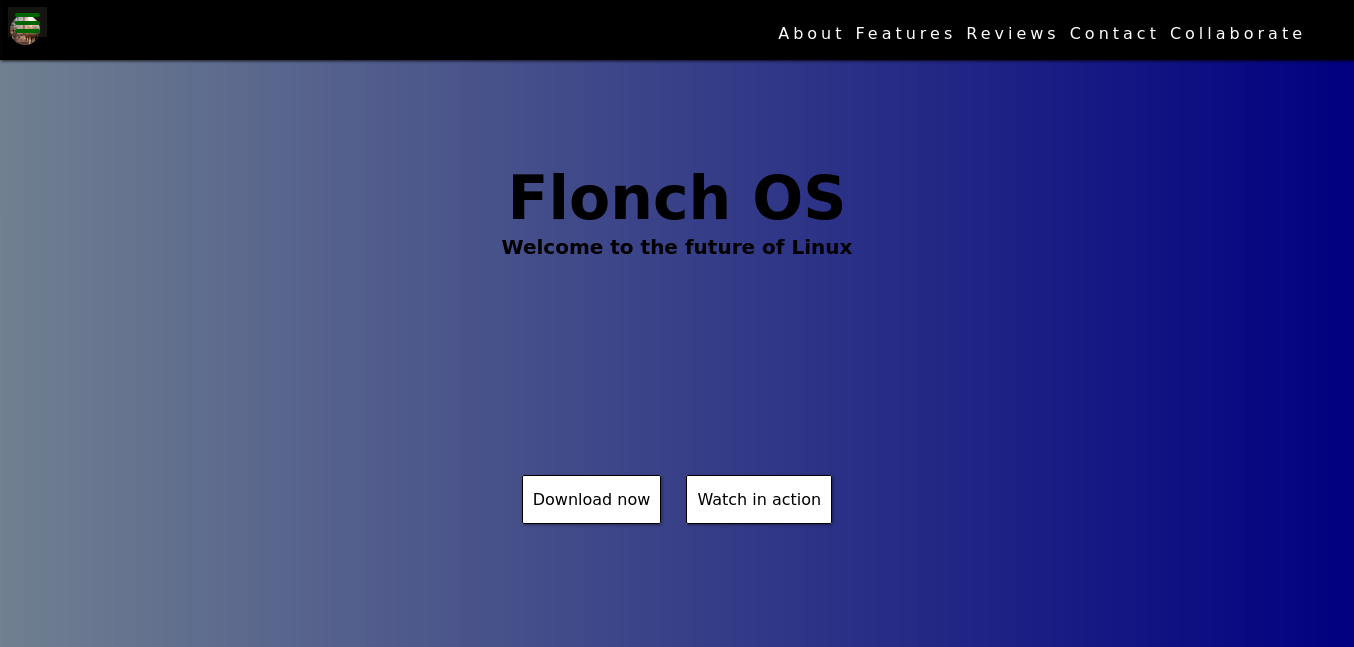 About Features Reviews Contact Collaborate
Flonch OS
Welcome to the future of Linux
Download now Watch in action